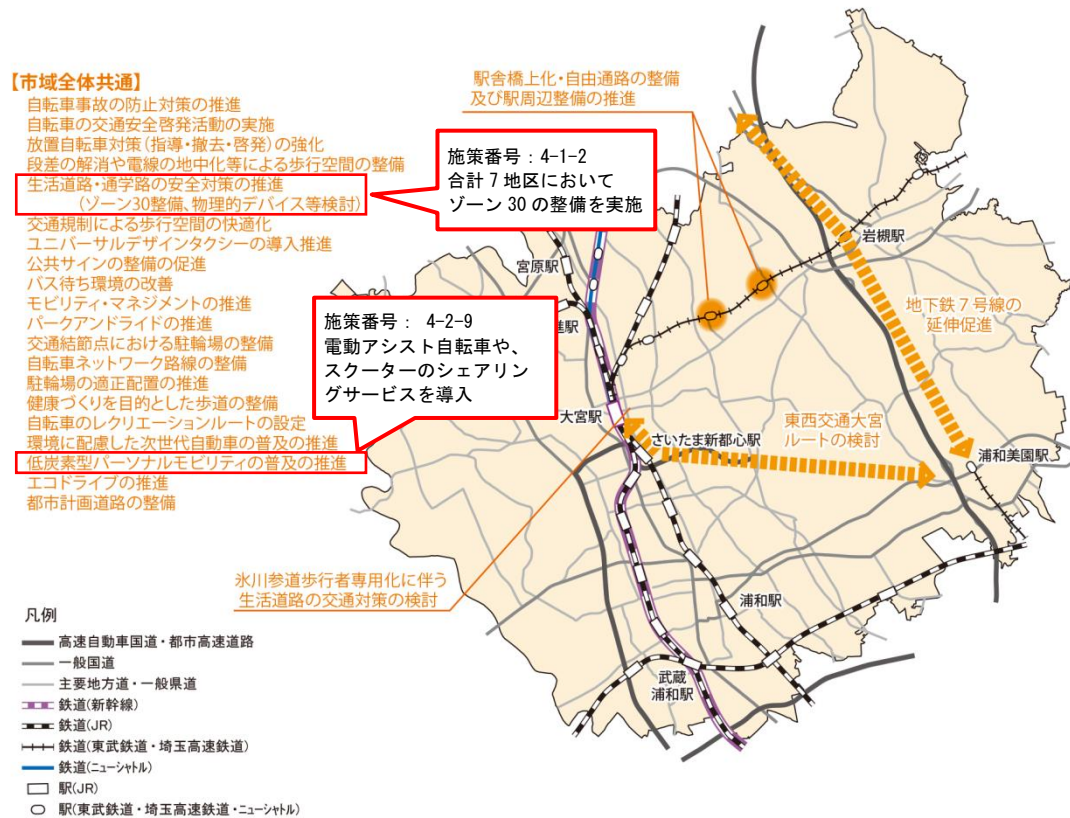 【市域全体共通】
自転車事故の防止対策の推進
自転車の交通安全啓発活動の実施
放置自転車対策(指導・撤去・啓発)の強化
段差の解消や電線の地中化等による歩行空間の整備
生活道路・通学路の安全対策の推進
(ゾーン30整備、物理的デバイス等検討)
交通規制による歩行空間の快適化
ユニバーサルデザインタクシーの導入推進
公共サインの整備の促進
バス待ち環境の改善
モビリティ・マネジメントの推進
パークアンドライドの推進
交通結節点における駐輪場の整備
自転車ネットワーク路線の整備
駐輪場の適正配置の推進
健康づくりを目的とした歩道の整備
自転車のレクリエーションルートの設定
環境に配慮した次世代自動車の普及の推進
低炭素型パーソナルモビリティの普及の推進
エコドライブの推進
都市計画道路の整備
施策番号：4-1-2
合計7地区において
ゾーン30の整備を実施
施策番号： 4-2-9
電動アシスト自転車や、
スクーターのシェアリン
グサービスを導入
駅舎橋上化・自由通路の整備
及び駅周辺整備の推進
岩槻駅
宮原駅
進駅
地下鉄7号線の
延伸促進
大宮駅
さいたま新都心駅
東西交通大宮
ルートの検討
浦和美園駅
氷川参道歩行者専用化に伴う
生活道路の交通対策の検討
浦和駅
武蔵
浦和駅
凡例
高速自動車国道・都市高速道路
一般国道
主要地方道・一般県道
鉄道(新幹線)
鉄道(JR)
鉄道(東武鉄道・埼玉高速鉄道)
鉄道(ニューシャトル)
駅(JR)
駅(東武鉄道・埼玉高速鉄道・ニューシャトル)